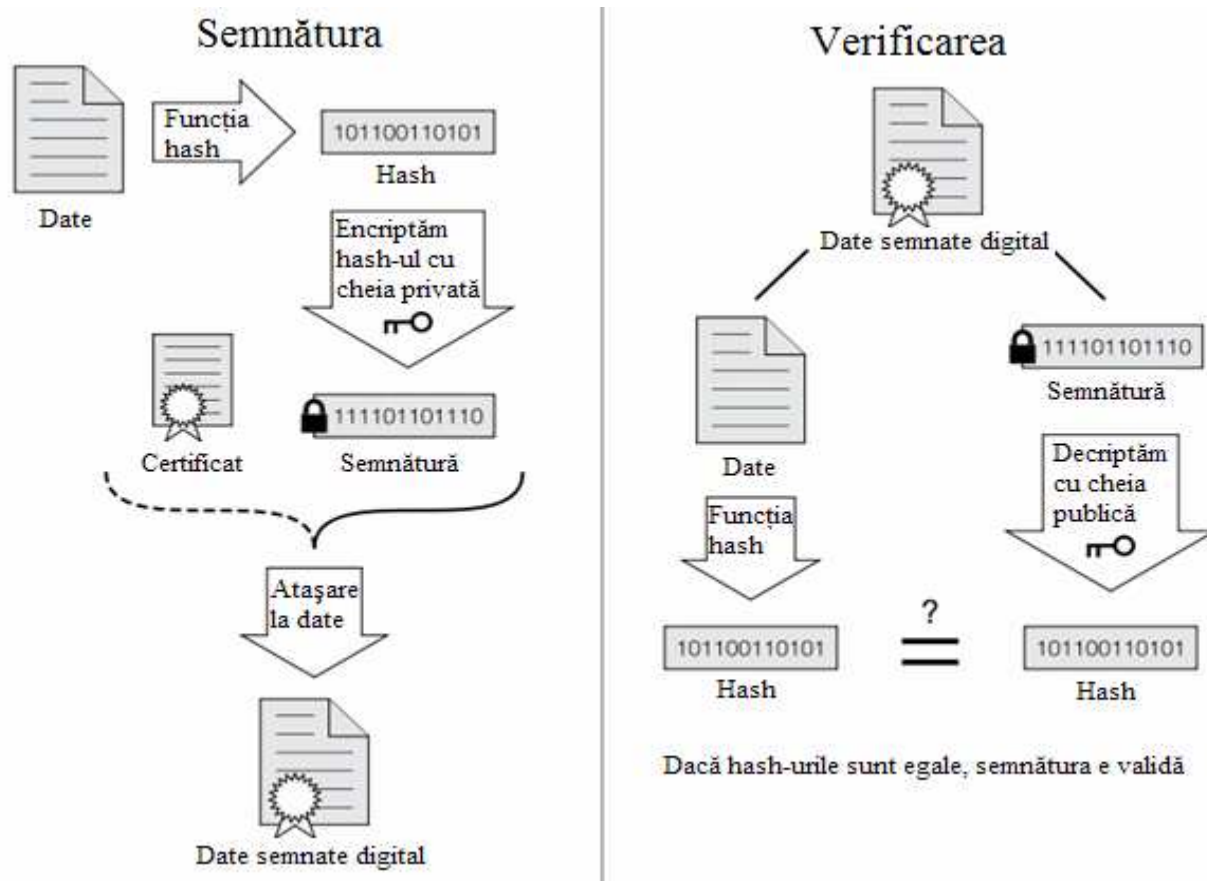 Semnătura
Date
Funcția
hash
101100110101
Hash
Encriptăm
hash-ul cu
cheia privată
Certificat
111101101110
Semnătură
Atașare
la date
Date semnate digital
Verificarea
Date semnate digital
Date
111101101110
Semnătură
Funcția
hash
Decriptăm
cu cheia
publică
101100110101
Hash
?
=
101100110101
Hash
Dacă hash-urile sunt egale, semnătura e validă